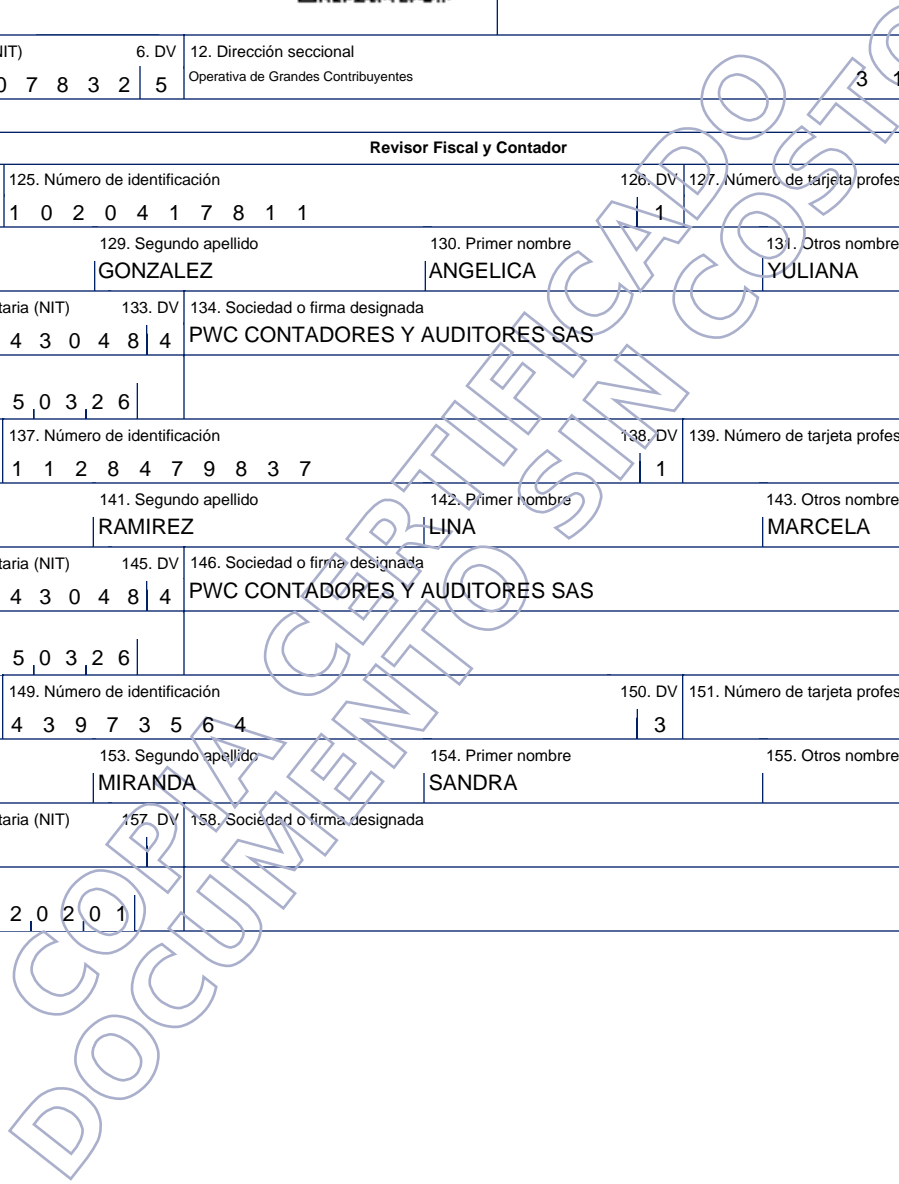 NIT) 6. DV 12. Dirección seccional
0 7 8 3 2 5 Operativa de Grandes Contribuyentes 3 1
Revisor Fiscal y Contador
125. Número de identificación 126. DV 127. Número de tarjeta profes
1 0 2 0 4 1 7 8 1 1 1
129. Segundo apellido 130. Primer nombre 131. Otros nombre
GONZALEZ ANGELICA YULIANA
taria (NIT) 133. DV 134. Sociedad o firma designada
4 3 0 4 8 4 PWC CONTADORES Y AUDITORES SAS
5 0 3 2 6
137. Número de identificación 138. DV 139. Número de tarjeta profes
1 1 2 8 4 7 9 8 3 7 1
141. Segundo apellido 142. Primer nombre 143. Otros nombre
RAMIREZ LINA MARCELA
taria (NIT) 145. DV 146. Sociedad o firma designada
4 3 0 4 8 4 PWC CONTADORES Y AUDITORES SAS
5 0 3 2 6
149. Número de identificación 150. DV 151. Número de tarjeta profes
4 3 9 7 3 5 6 4 3
153. Segundo apellido 154. Primer nombre 155. Otros nombre
MIRANDA SANDRA
taria (NIT) 157. DV 158. Sociedad o firma designada
2 0 2 0 1
COPIA CERTIFICADO
DOCUMENTO SIN COSTO